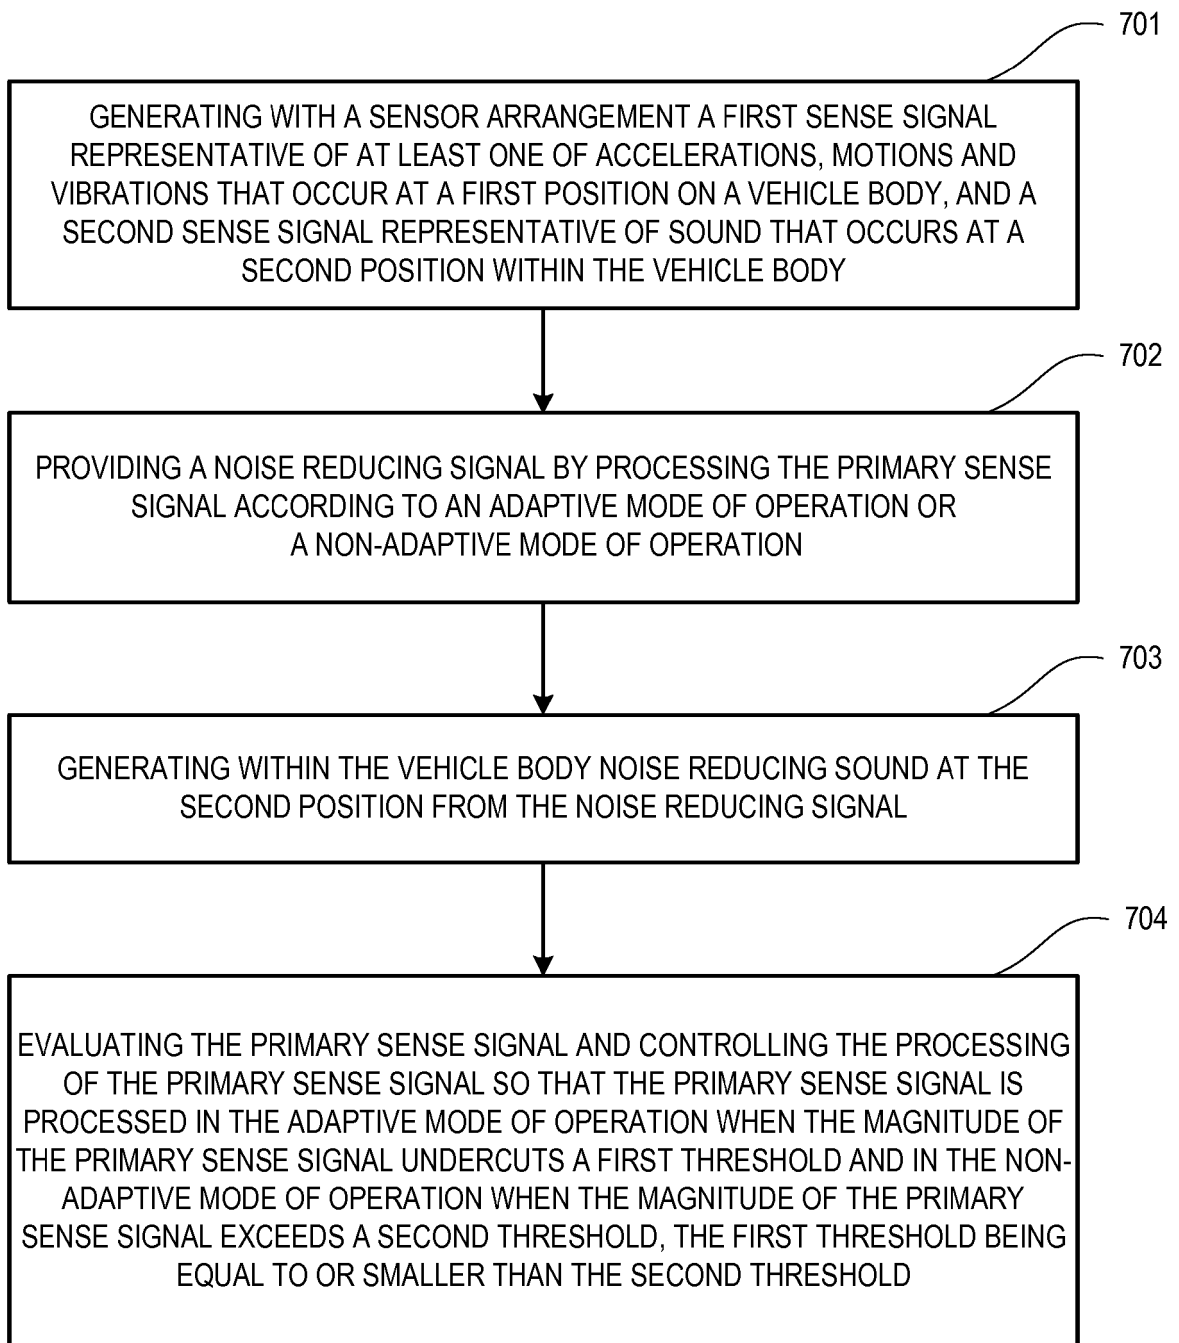 701
GENERATING WITH A SENSOR ARRANGEMENT A FIRST SENSE SIGNAL
REPRESENTATIVE OF AT LEAST ONE OF ACCELERATIONS, MOTIONS AND
VIBRATIONS THAT OCCUR AT A FIRST POSITION ON A VEHICLE BODY, AND A
SECOND SENSE SIGNAL REPRESENTATIVE OF SOUND THAT OCCURS AT A
SECOND POSITION WITHIN THE VEHICLE BODY
702
PROVIDING A NOISE REDUCING SIGNAL BY PROCESSING THE PRIMARY SENSE
SIGNAL ACCORDING TO AN ADAPTIVE MODE OF OPERATION OR
A NON-ADAPTIVE MODE OF OPERATION
703
GENERATING WITHIN THE VEHICLE BODY NOISE REDUCING SOUND AT THE
SECOND POSITION FROM THE NOISE REDUCING SIGNAL
704
EVALUATING THE PRIMARY SENSE SIGNAL AND CONTROLLING THE PROCESSING
OF THE PRIMARY SENSE SIGNAL SO THAT THE PRIMARY SENSE SIGNAL IS
PROCESSED IN THE ADAPTIVE MODE OF OPERATION WHEN THE MAGNITUDE OF
THE PRIMARY SENSE SIGNAL UNDERCUTS A FIRST THRESHOLD AND IN THE NON-
ADAPTIVE MODE OF OPERATION WHEN THE MAGNITUDE OF THE PRIMARY
SENSE SIGNAL EXCEEDS A SECOND THRESHOLD, THE FIRST THRESHOLD BEING
EQUAL TO OR SMALLER THAN THE SECOND THRESHOLD